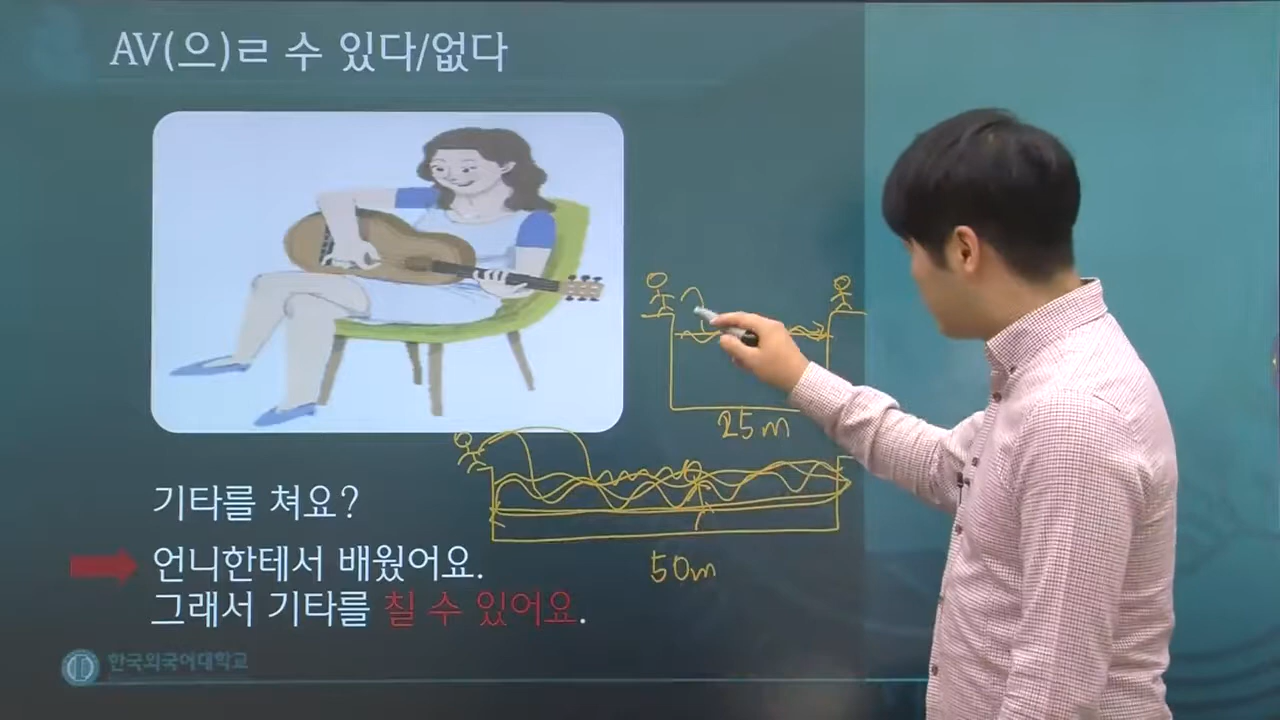 AV(으)ㄹ 수 있다/없다
25m
50m
기타를 쳐요?
언니한테서 배웠어요.
그래서 기타를 칠 수 있어요.
한국외국어대학교